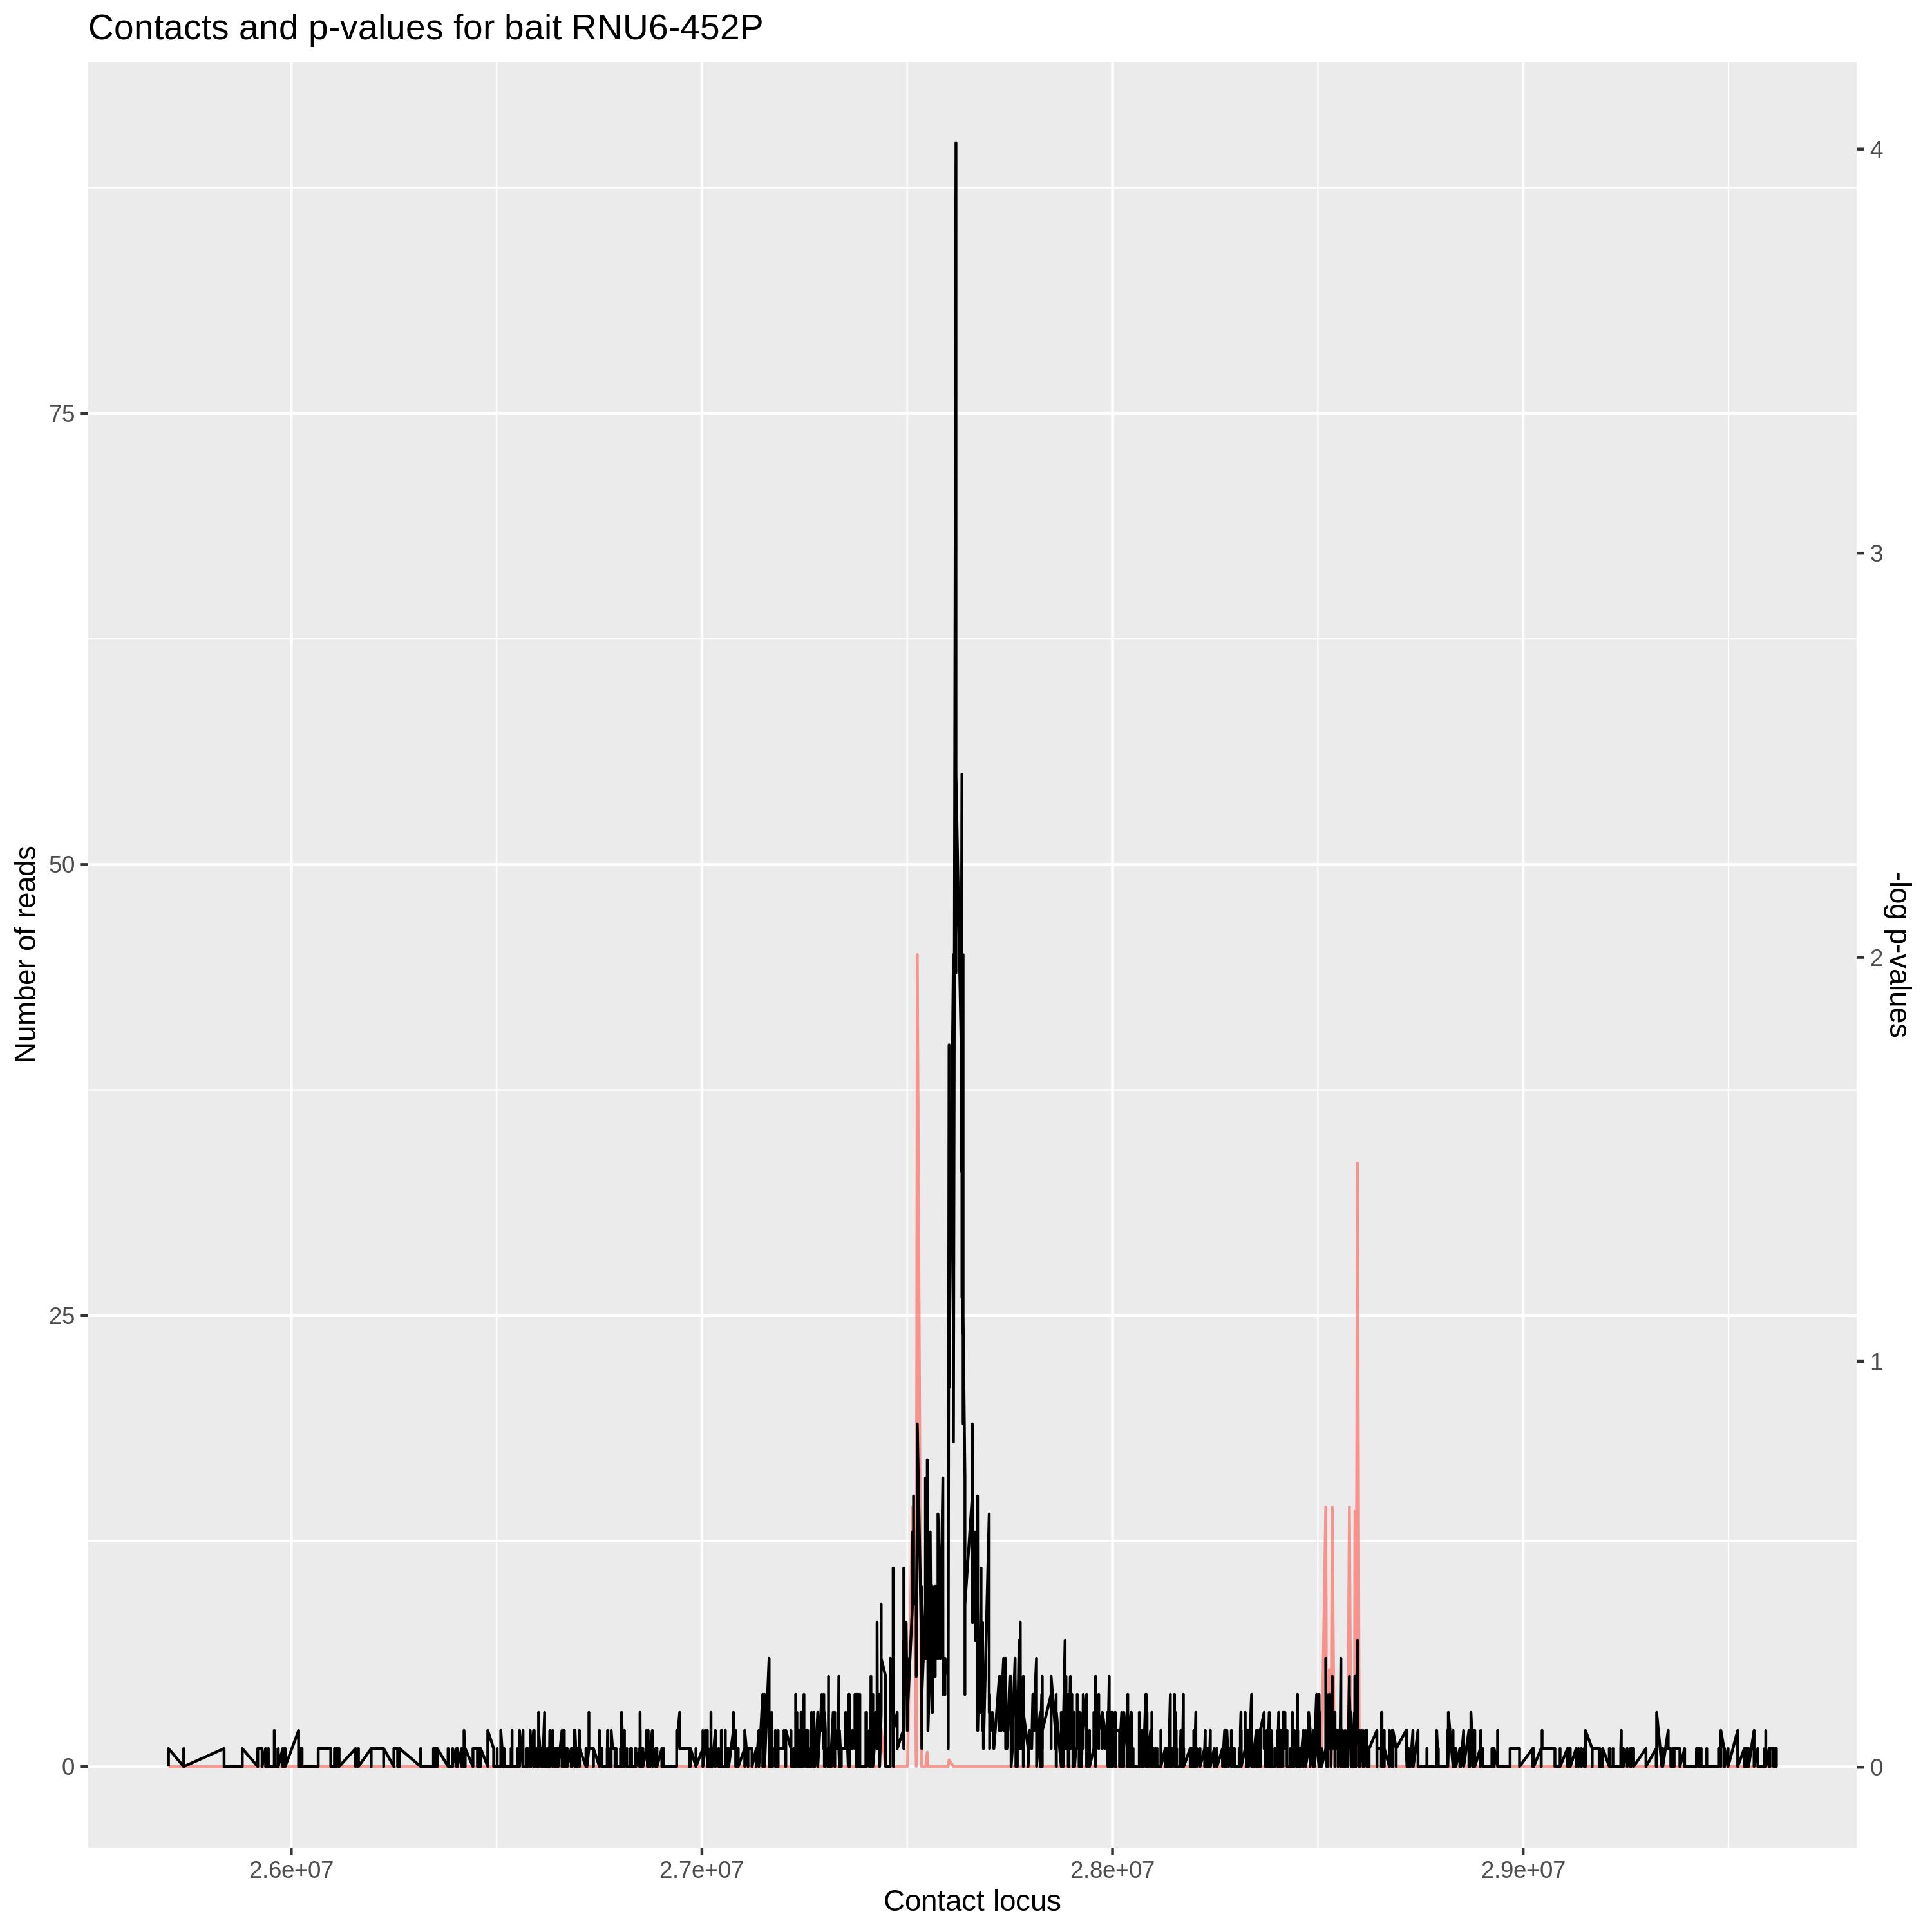 Contacts and p-values for bait RNU6-452P
Number of reads
75
50
25
0
4
3
2
1
0
-log p-values
2.6e+07
2.7e+07
2.8e+07
2.9e+07
Contact locus